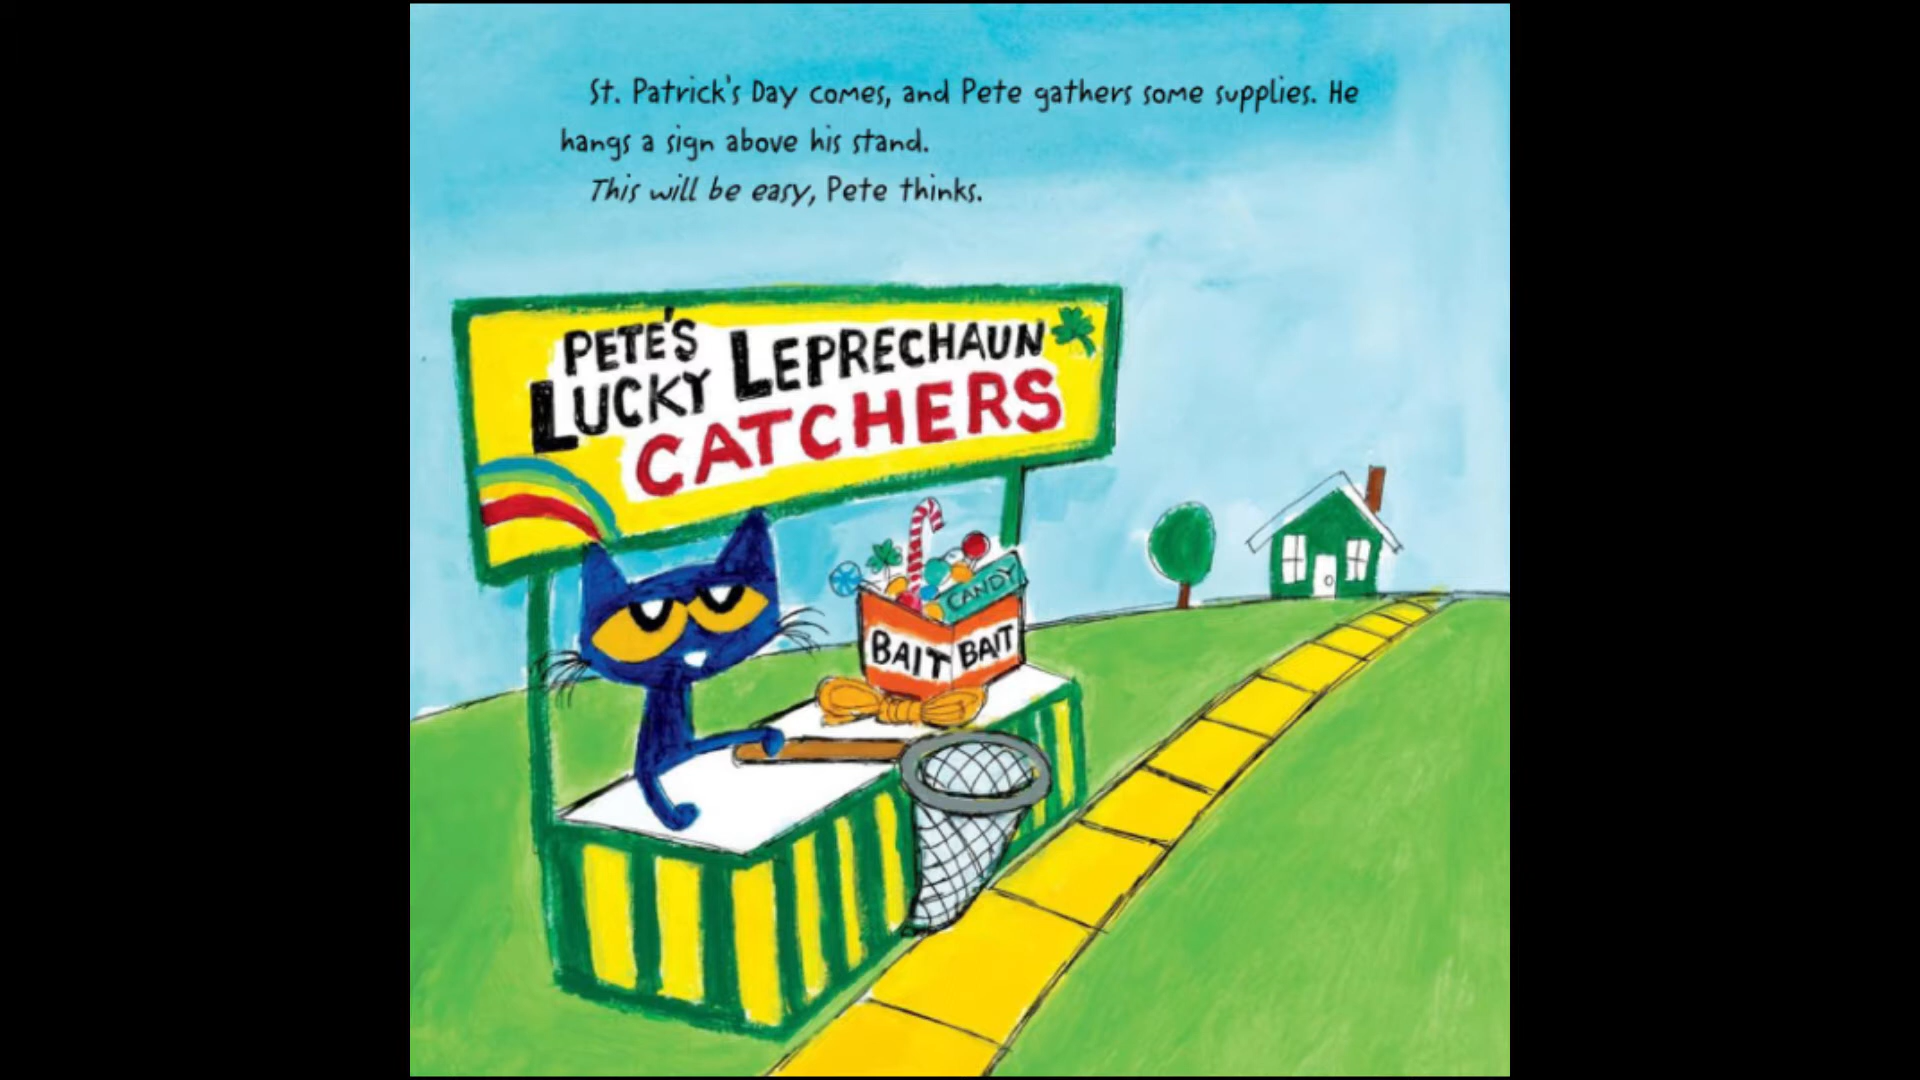 St. Patrick's Day comes, and Pete gathers some supplies. He
hangs a sign above his stand.
This will be easy, Pete thinks.
PETE'S
LUCKY LEPRECHAUN
CATCHERS
CANDY
BAIT BAIT